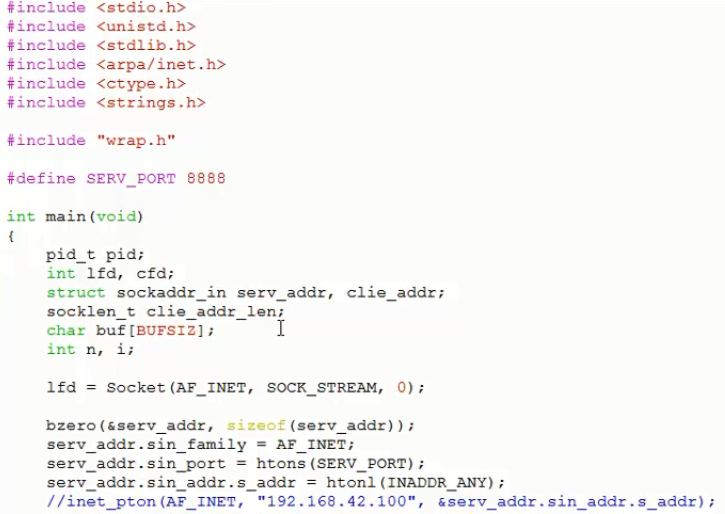 #include <stdio.h>
#include <unistd.h>
#include <stdlib.h>
#include <arpa/inet.h>
#include <ctype.h>
#include <strings.h>

#include "wrap.h"

#define SERV_PORT 8888

int main(void)
{
    pid_t pid;
    int lfd, cfd;
    struct sockaddr_in serv_addr, clie_addr;
    socklen_t clie_addr_len;
    char buf[BUFSIZ];
    int n, i;

    lfd = Socket(AF_INET, SOCK_STREAM, 0);

    bzero(&serv_addr, sizeof(serv_addr));
    serv_addr.sin_family = AF_INET;
    serv_addr.sin_port = htons(SERV_PORT);
    serv_addr.sin_addr.s_addr = htonl(INADDR_ANY);
    //inet_pton(AF_INET, "192.168.42.100", &serv_addr.sin_addr.s_addr);